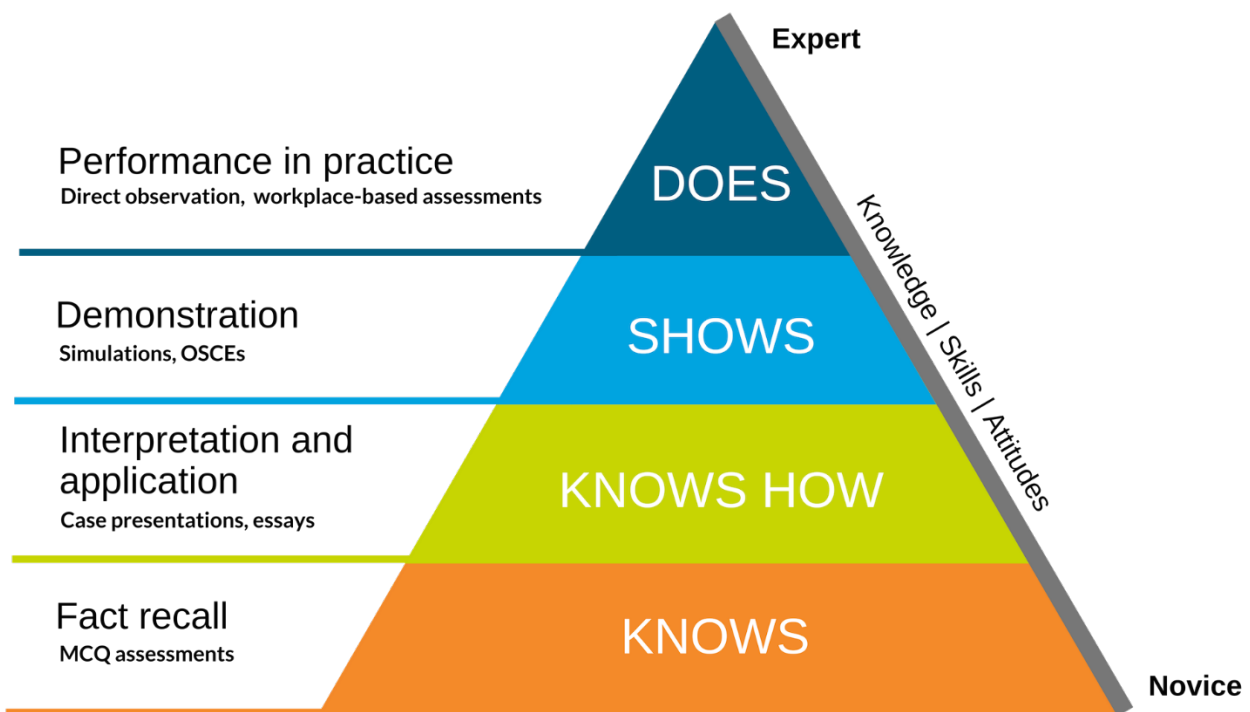 Expert
Performance in practice
Direct observation, workplace-based assessments
DOES
Knowledge | Skills | Attitudes
Demonstration
Simulations, OSCEs
SHOWS
Interpretation and
application
Case presentations, essays
KNOWS HOW
Fact recall
MCQ assessments
KNOWS
Novice